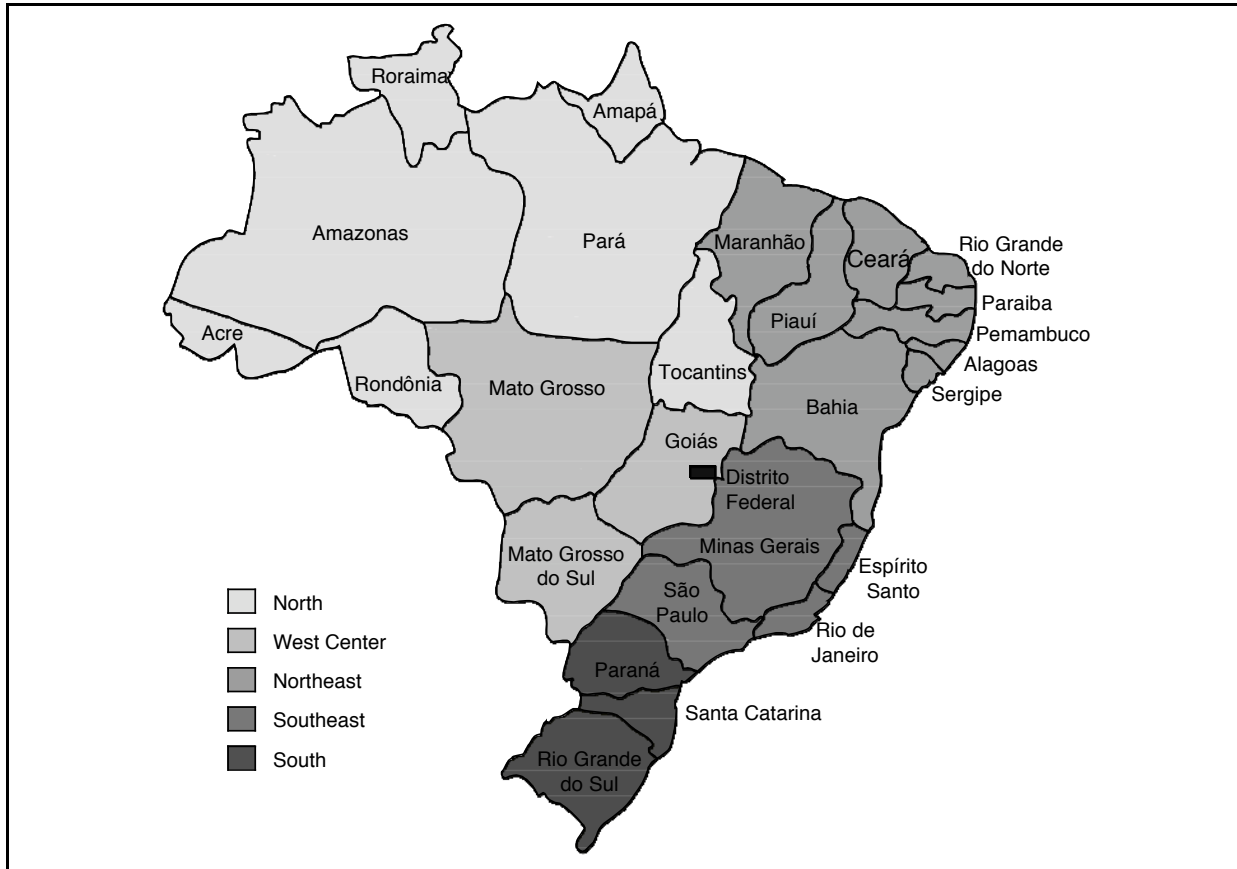 Roraima
Amapá
Amazonas
Pará
Maranhão
Ceará
Rio Grande
do Norte
Paraiba
Piauí
Pemambuco
Acre
Alagoas
Tocantins
Rondônia
Mato Grosso
Sergipe
Bahia
Goiás
Distrito
Federal
Minas Gerais
Mato Grosso
do Sul
Espírito
Santo
São
Paulo
Rio de
Janeiro
Paraná
Santa Catarina
Rio Grande
do Sul
North
West Center
Northeast
Southeast
South